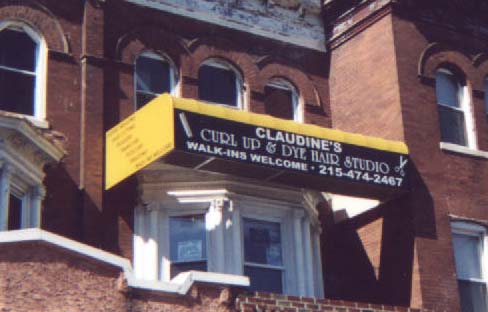 CLAUDINE'S
CURL UP & DYE HAIR STUDIO
WALK-INS WELCOME • 215-474-2467